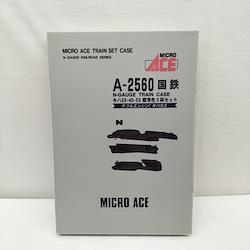 MICRO ACE TRAIN SET CASE
N-GAUGE RAILROAD SERIES
MICRO
ACE
A-2560 国鉄
N-GAUGE TRAIN CASE
キハ23-45-53 標準色3両セット
N
MICRO ACE